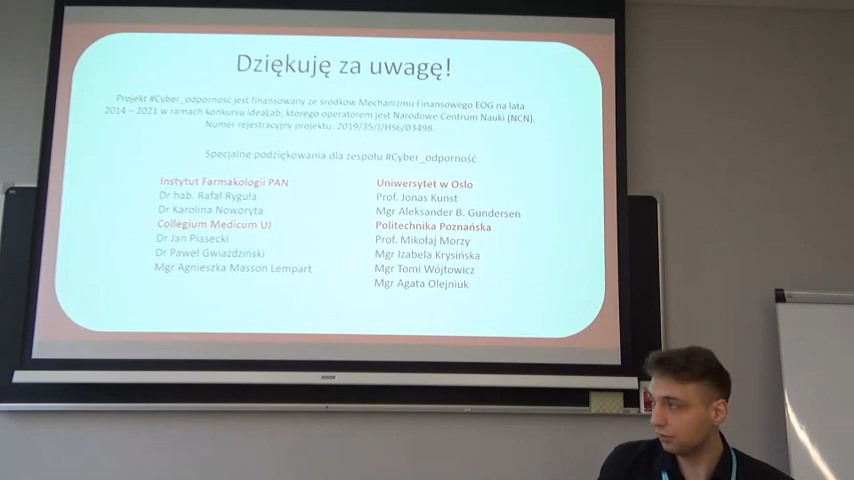 Dziękuję za uwagę!
Projekt #Cyber_odporność jest finansowany ze środków Mechanizmu Finansowego EOG na lata
2014 – 2021 w ramach konkursu IdeaLab, którego operatorem jest Narodowe Centrum Nauki (NCN).
Numer rejestracyjny projektu: 2019/35/J/HS6/03498.
Specjalne podziękowania dla zespołu #Cyber_odporność
Instytut Farmakologii PAN
Dr hab. Rafał Ryguła
Dr Karolina Noworyta
Collegium Medicum UJ
Dr Jan Piasecki
Dr Paweł Gwiaździński
Mgr Agnieszka Masson Lempart
Uniwersytet w Oslo
Prof. Jonas Kunst
Mgr Aleksander B. Gundersen
Politechnika Poznańska
Prof. Mikołaj Morzy
Mgr Izabela Krysińska
Mgr Tomi Wójtowicz
Mgr Agata Olejniuk